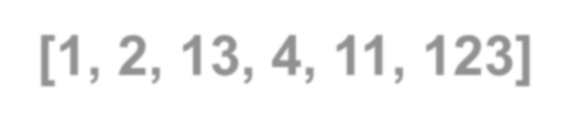 [1, 2, 13, 4, 11, 123]